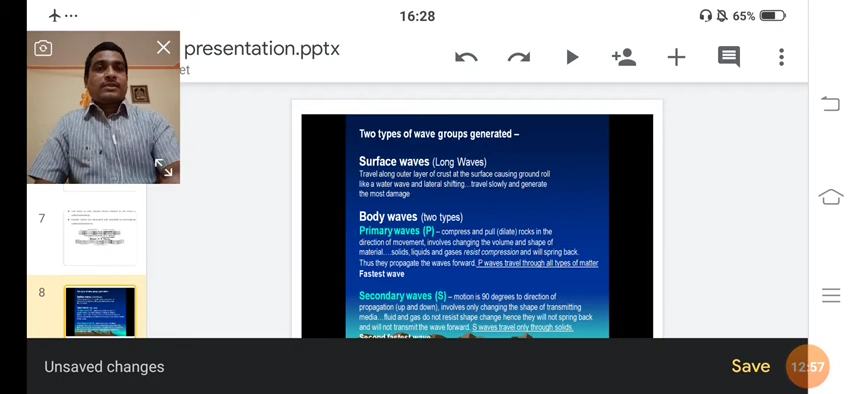 16:28
65%
presentation.pptx
et
Two types of wave groups generated –
Surface waves (Long Waves)
Travel along outer layer of crust at the surface causing ground roll
like a water wave and lateral shifting…travel slowly and generate
the most damage
Body waves (two types)
Primary waves (P) – compress and pull (dilate) rocks in the
direction of movement, involves changing the volume and shape of
material….solids, liquids and gases resist compression and will spring back.
Thus they propagate the waves forward. P waves travel through all types of matter
Fastest wave
Secondary waves (S) – motion is 90 degrees to direction of
propagation (up and down), involves only changing the shape of transmitting
media…fluid and gas do not resist shape change hence they will not spring back
and will not transmit the wave forward. S waves travel only through solids.
Second fastest wave
7
8
Unsaved changes
Save
12:57